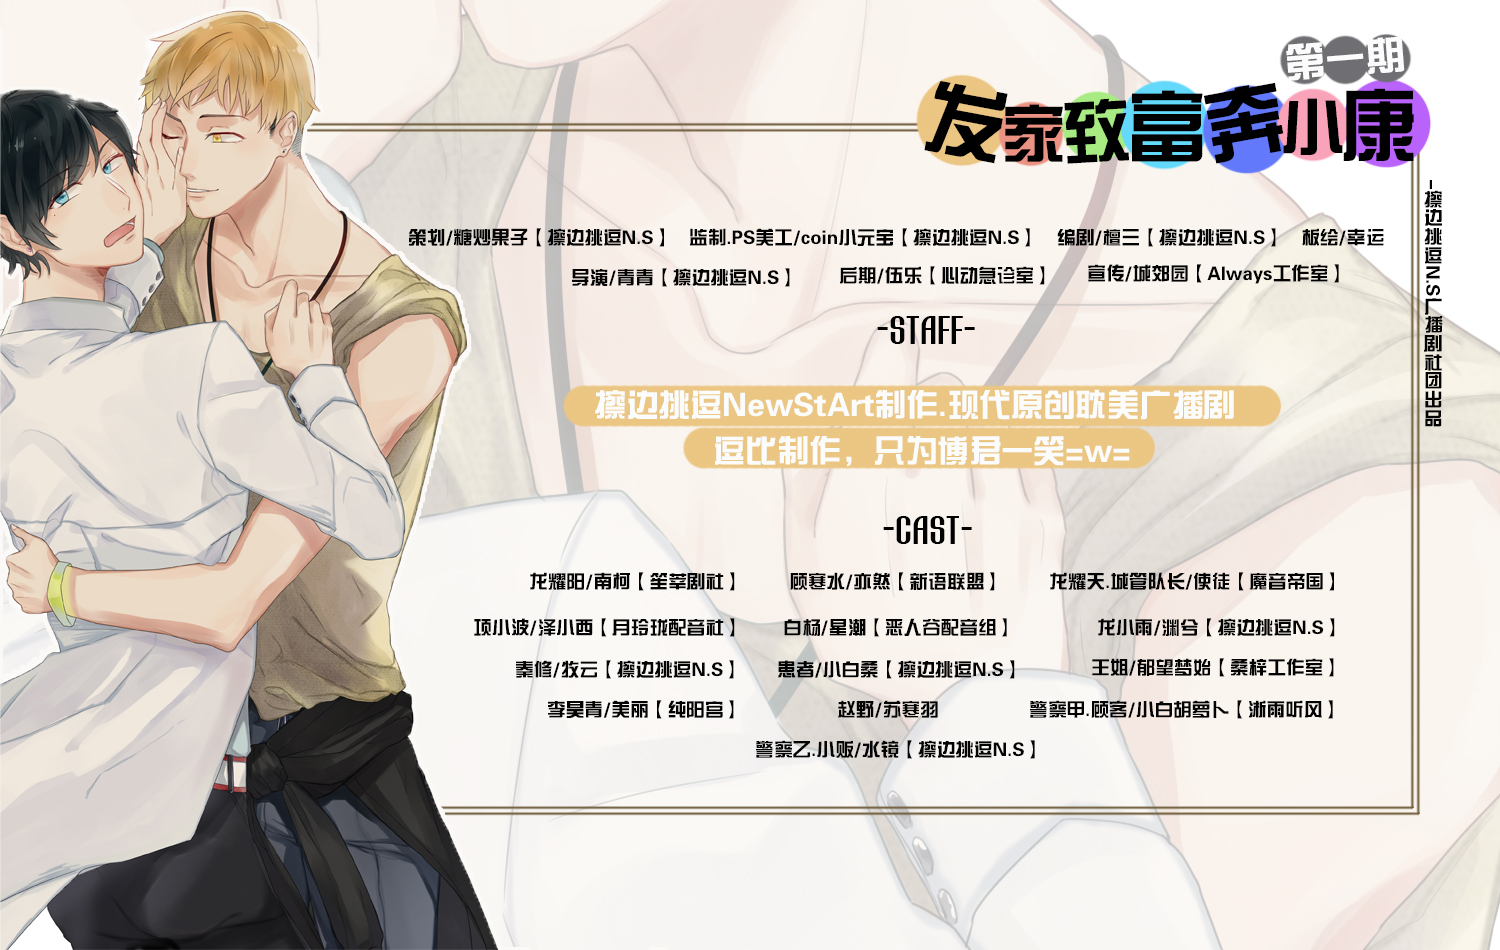 第一期
发家致富奔小康
-擦边挑逗N.S广播剧社团出品
策划/糖炒果子【擦边挑逗N.S】 监制.PS美工/coin小元宝【擦边挑逗N.S】 编剧/檀三【擦边挑逗N.S】 板绘/幸运
导演/青青【擦边挑逗N.S】 后期/伍乐【心动急诊室】 宣传/城郊园【Always工作室】
-STAFF-
擦边挑逗NewStArt制作.现代原创耽美广播剧
逗比制作，只为博君一笑=w=
-CAST-
龙耀阳/南柯【笙莘剧社】 顾寒水/亦然【新语联盟】 龙耀天.城管队长/使徒【魔音帝国】
项小波/泽小西【月玲珑配音社】 白杨/星潮【恶人谷配音组】 龙小雨/渊兮【擦边挑逗N.S】
秦修/牧云【擦边挑逗N.S】 患者/小白桑【擦边挑逗N.S】 王姐/郁望梦始【桑梓工作室】
李昊青/美丽【纯阳宫】 赵野/苏寒羽 警察甲.顾客/小白胡萝卜【淅雨听风】
警察乙.小贩/水镜【擦边挑逗N.S】